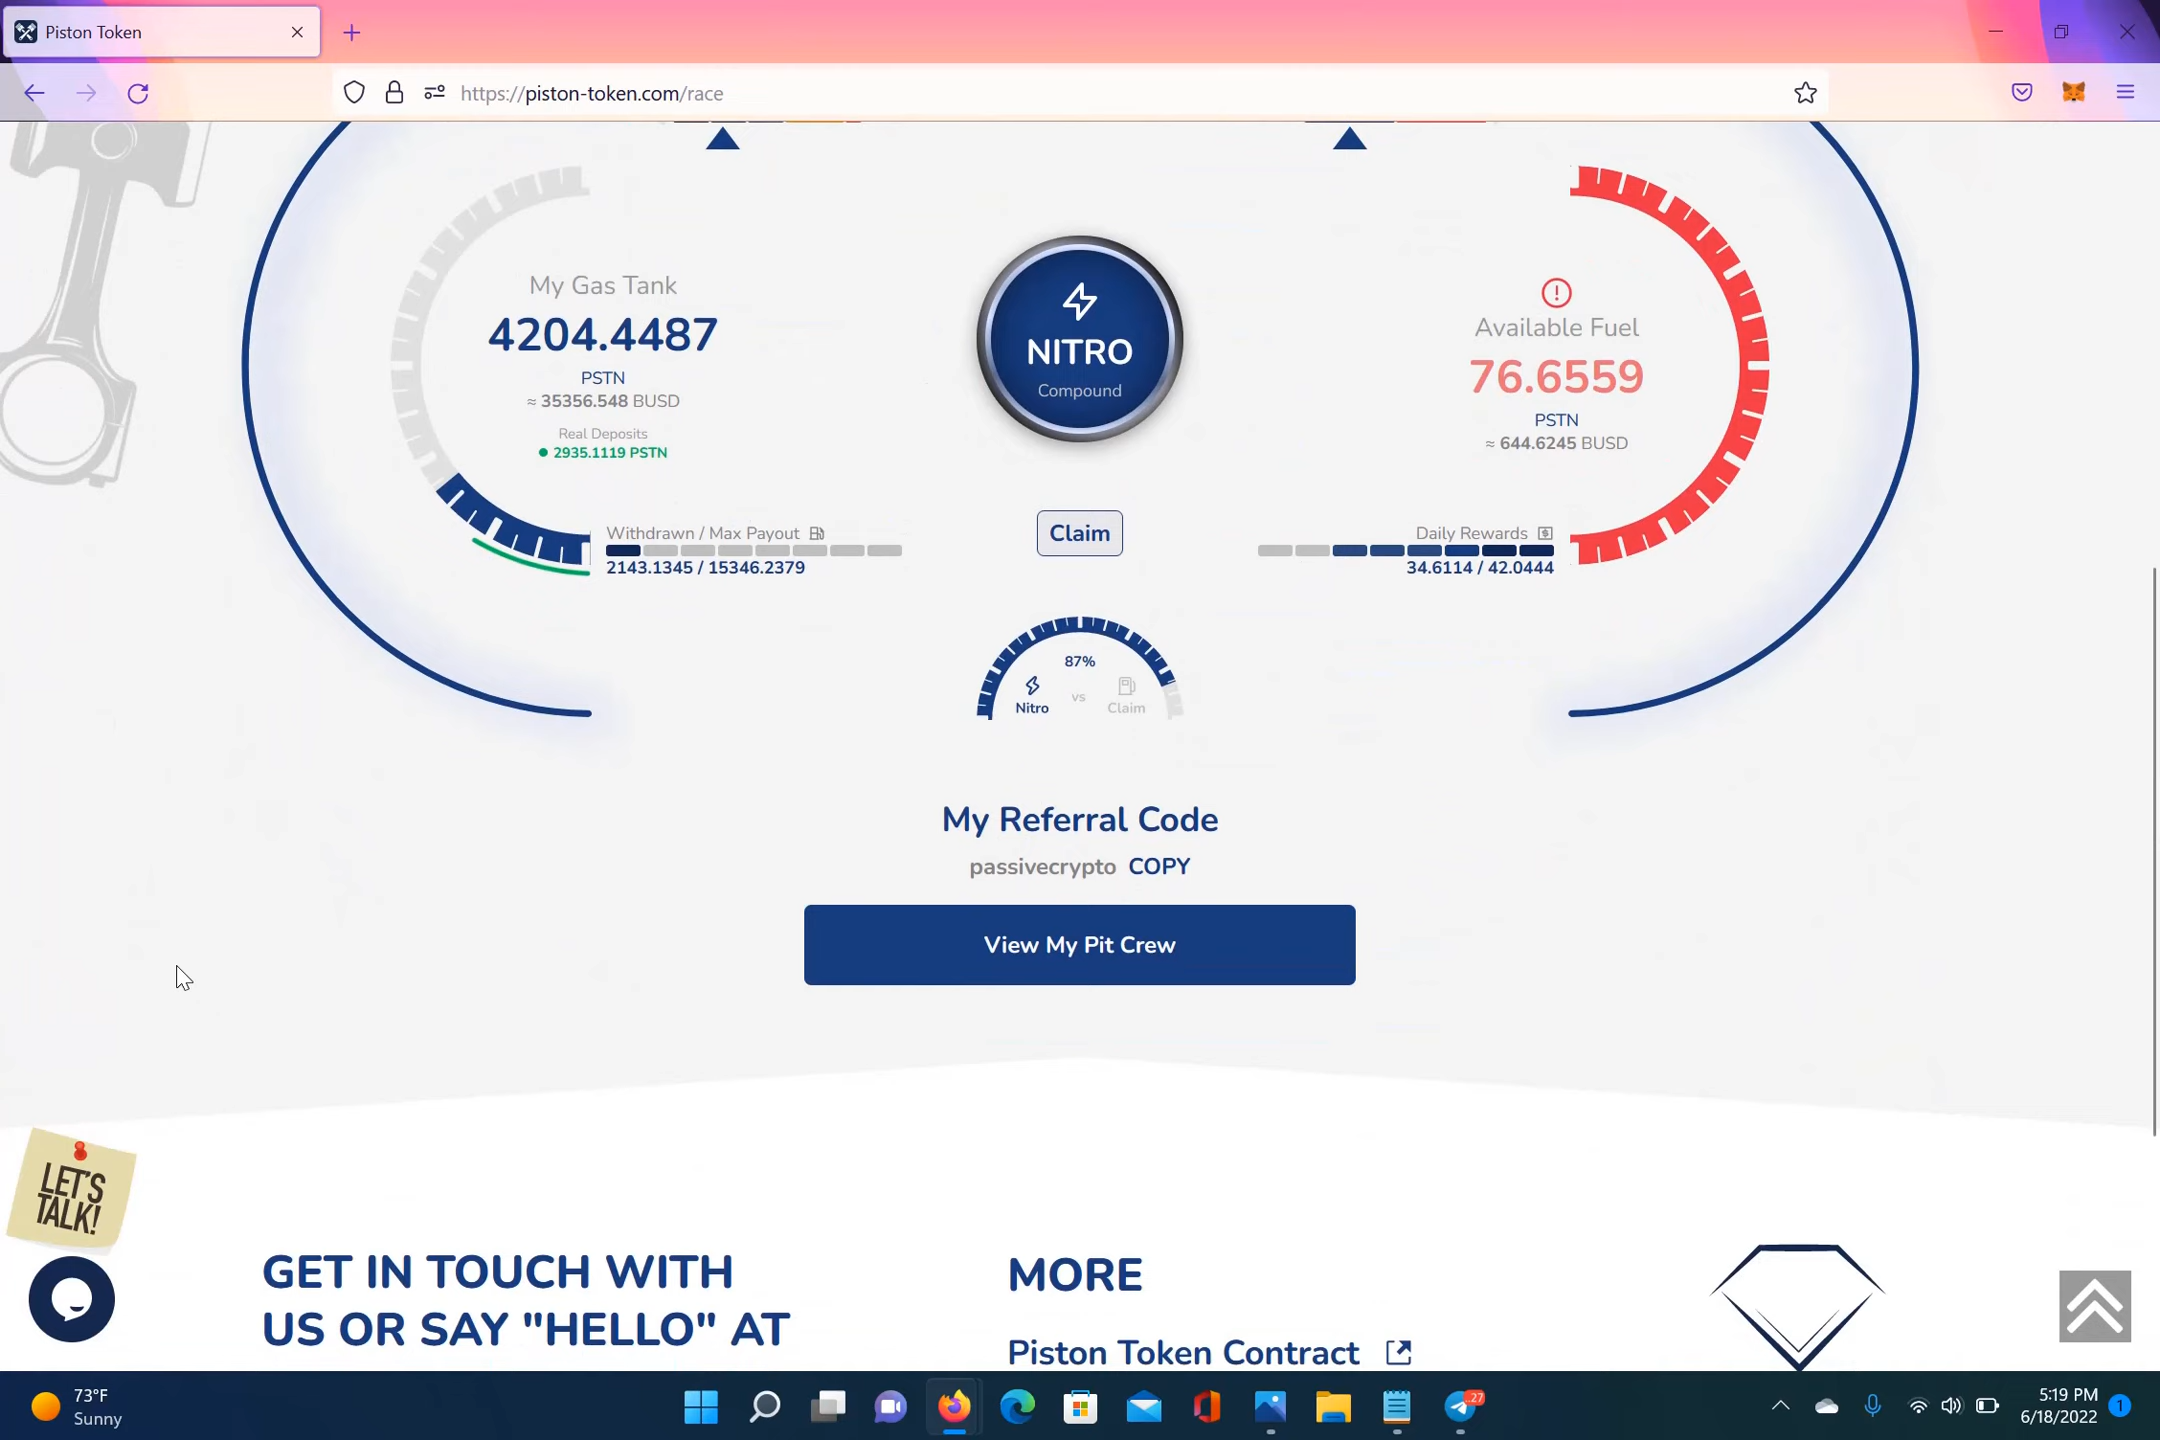 Piston Token
https://piston-token.com/race
My Gas Tank
4204.4487
PSTN
≈ 35356.548 BUSD
Real Deposits
2935.1119 PSTN
Withdrawn / Max Payout
2143.1345 / 15346.2379
NITRO
Compound
Claim
Available Fuel
76.6559
PSTN
≈ 644.6245 BUSD
Daily Rewards
34.6114 / 42.0444
87%
Nitro vs Claim
My Referral Code
passivecrypto COPY
View My Pit Crew
LET'S
TALK!
GET IN TOUCH WITH
US OR SAY "HELLO" AT
MORE
Piston Token Contract
73°F
Sunny
27
5:19 PM
6/18/2022
1